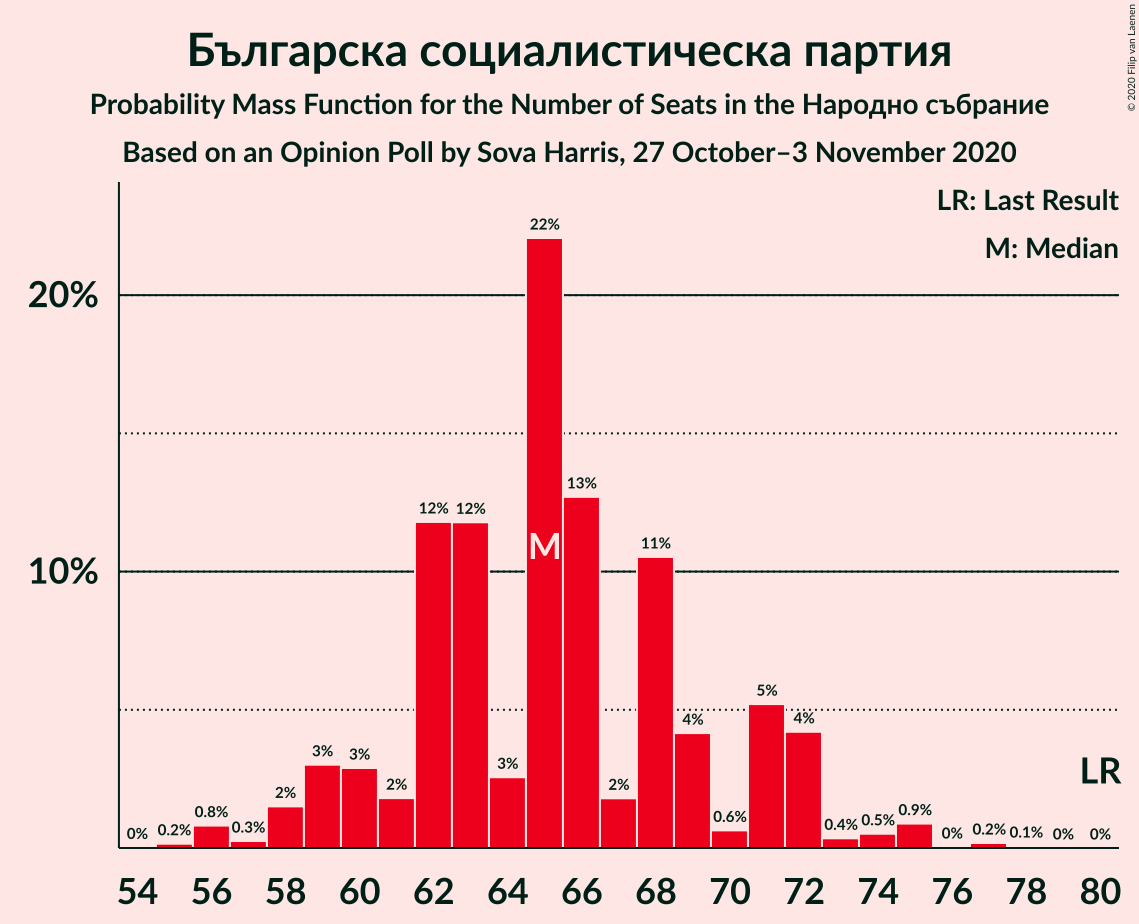 Българска социалистическа партия
Probability Mass Function for the Number of Seats in the Народно събрание
Based on an Opinion Poll by Sova Harris, 27 October–3 November 2020
© 2020 Filip van Laenen
LR: Last Result
M: Median
20%
10%
0% 0.2% 0.8% 0.3% 2% 3% 3% 2% 12% 12% 3% 22% 13% 2% 11% 4% 0.6% 5% 4% 0.4% 0.5% 0.9% 0% 0.2% 0.1% 0% 0%
M
LR
54 56 58 60 62 64 66 68 70 72 74 76 78 80